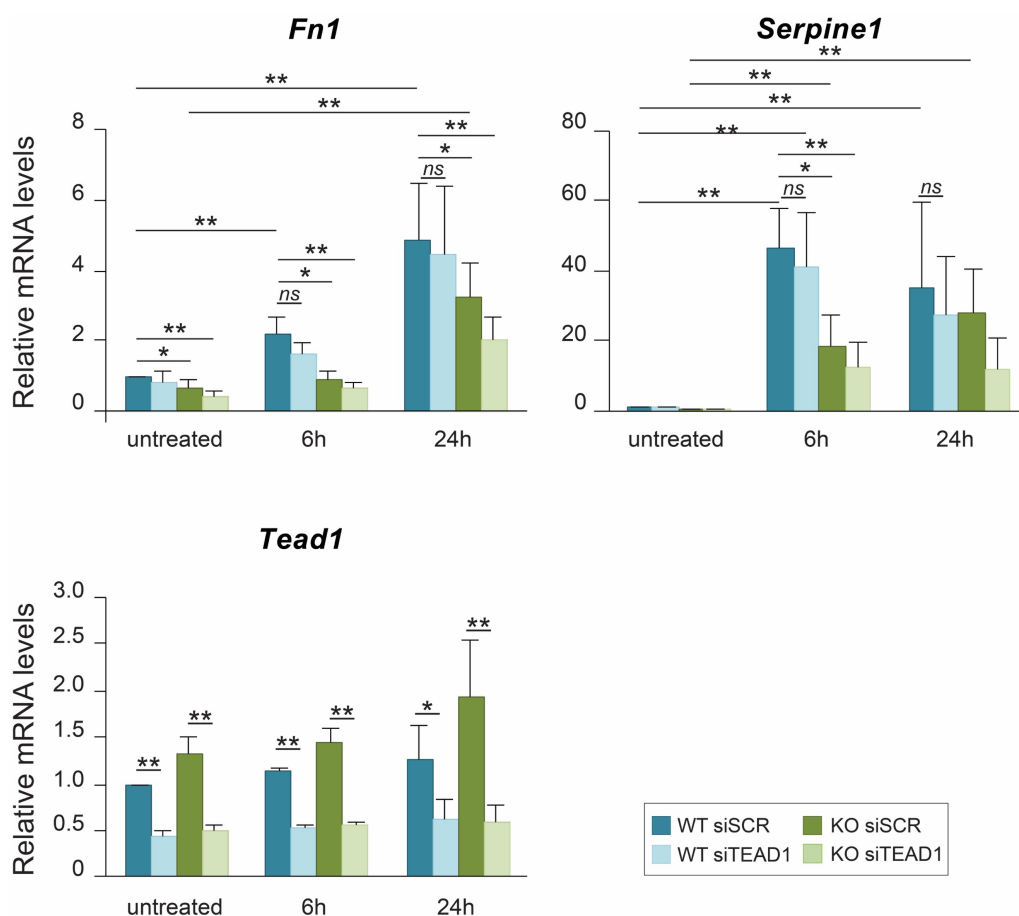 Fn1
Relative mRNA levels
8
6
4
2
0
**
**
**
**
*
**
*
ns
**
*
ns
**
*
untreated
6h
24h
Serpine1
80
60
40
20
0
**
**
**
**
**
**
*
ns
ns
untreated
6h
24h
Tead1
Relative mRNA levels
3.0
2.5
2.0
1.5
1.0
0.5
0
**
**
**
**
*
**
untreated
6h
24h
WT siSCR
KO siSCR
WT siTEAD1
KO siTEAD1